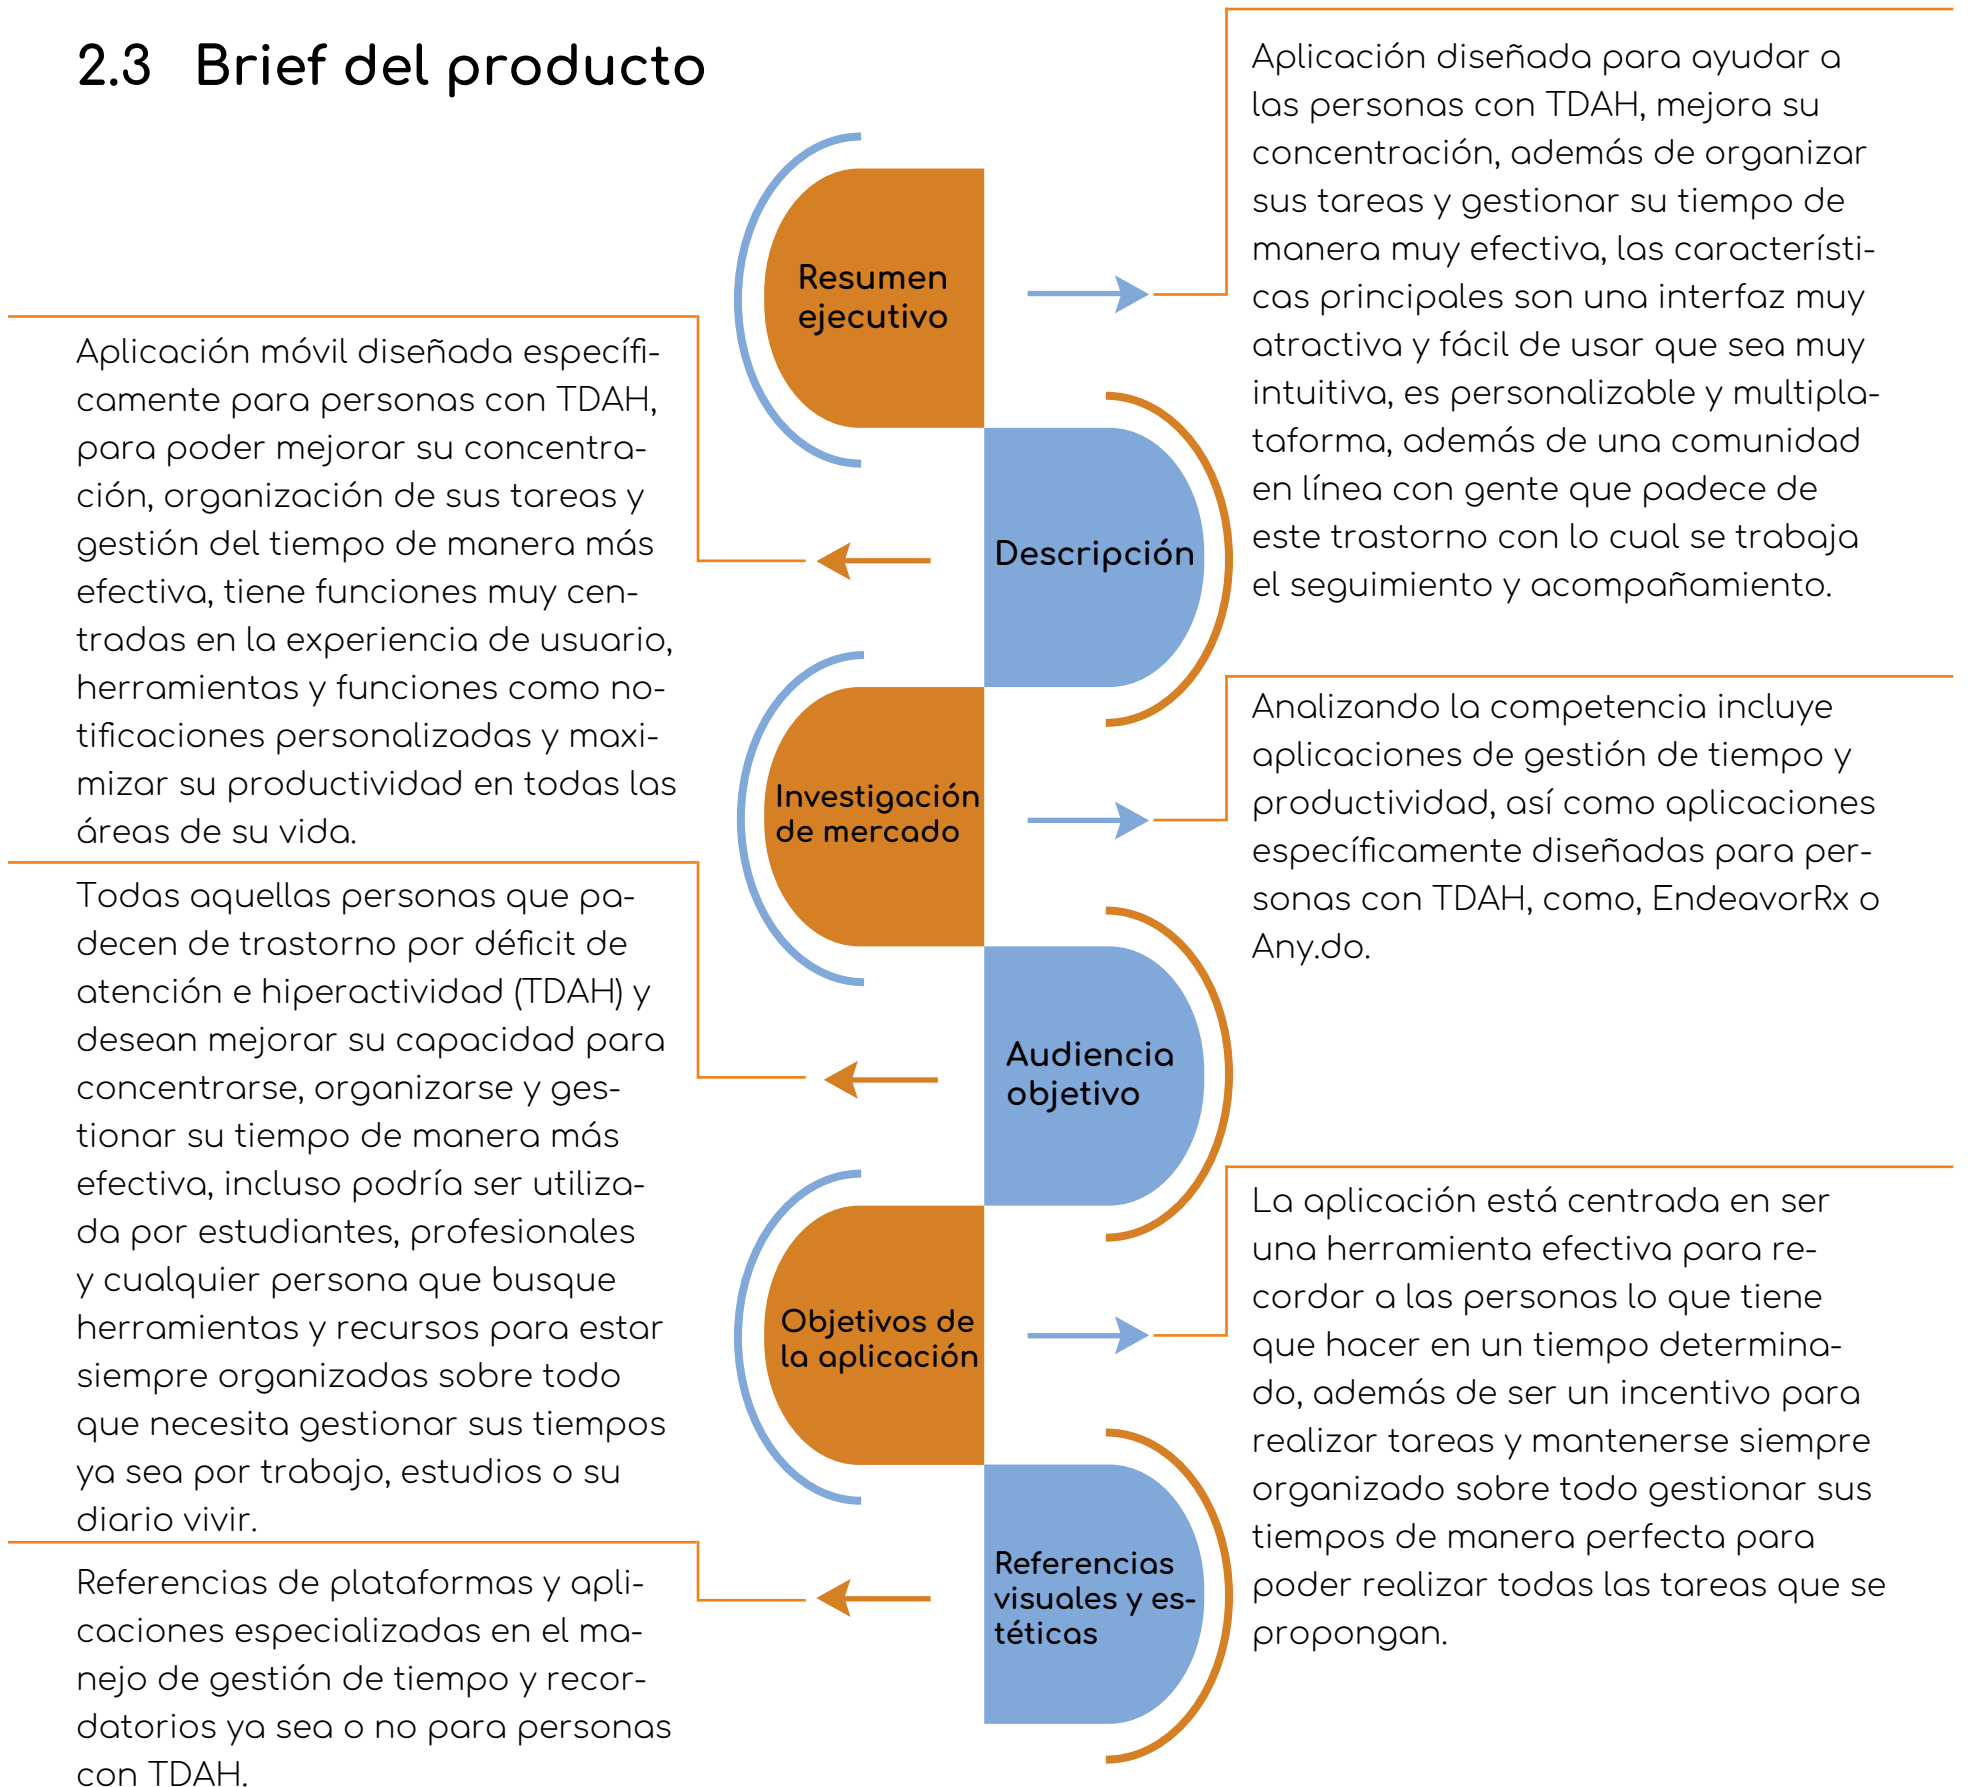 2.3 Brief del producto
Resumen
ejecutivo
Aplicación diseñada para ayudar a
las personas con TDAH, mejora su
concentración, además de organizar
sus tareas y gestionar su tiempo de
manera muy efectiva, las característi-
cas principales son una interfaz muy
atractiva y fácil de usar que sea muy
intuitiva, es personalizable y multipla-
taforma, además de una comunidad
en línea con gente que padece de
este trastorno con lo cual se trabaja
el seguimiento y acompañamiento.
Descripción
Aplicación móvil diseñada específi-
camente para personas con TDAH,
para poder mejorar su concentra-
ción, organización de sus tareas y
gestión del tiempo de manera más
efectiva, tiene funciones muy cen-
tradas en la experiencia de usuario,
herramientas y funciones como no-
tificaciones personalizadas y maxi-
mizar su productividad en todas las
áreas de su vida.
Investigación
de mercado
Analizando la competencia incluye
aplicaciones de gestión de tiempo y
productividad, así como aplicaciones
específicamente diseñadas para per-
sonas con TDAH, como, EndeavorRx o
Any.do.
Audiencia
objetivo
Todas aquellas personas que pa-
decen de trastorno por déficit de
atención e hiperactividad (TDAH) y
desean mejorar su capacidad para
concentrarse, organizarse y ges-
tionar su tiempo de manera más
efectiva, incluso podría ser utiliza-
da por estudiantes, profesionales
y cualquier persona que busque
herramientas y recursos para estar
siempre organizadas sobre todo
que necesita gestionar sus tiempos
ya sea por trabajo, estudios o su
diario vivir.
Objetivos de
la aplicación
La aplicación está centrada en ser
una herramienta efectiva para re-
cordar a las personas lo que tiene
que hacer en un tiempo determina-
do, además de ser un incentivo para
realizar tareas y mantenerse siempre
organizado sobre todo gestionar sus
tiempos de manera perfecta para
poder realizar todas las tareas que se
propongan.
Referencias
visuales y es-
téticas
Referencias de plataformas y apli-
caciones especializadas en el ma-
nejo de gestión de tiempo y recor-
datorios ya sea o no para personas
con TDAH.